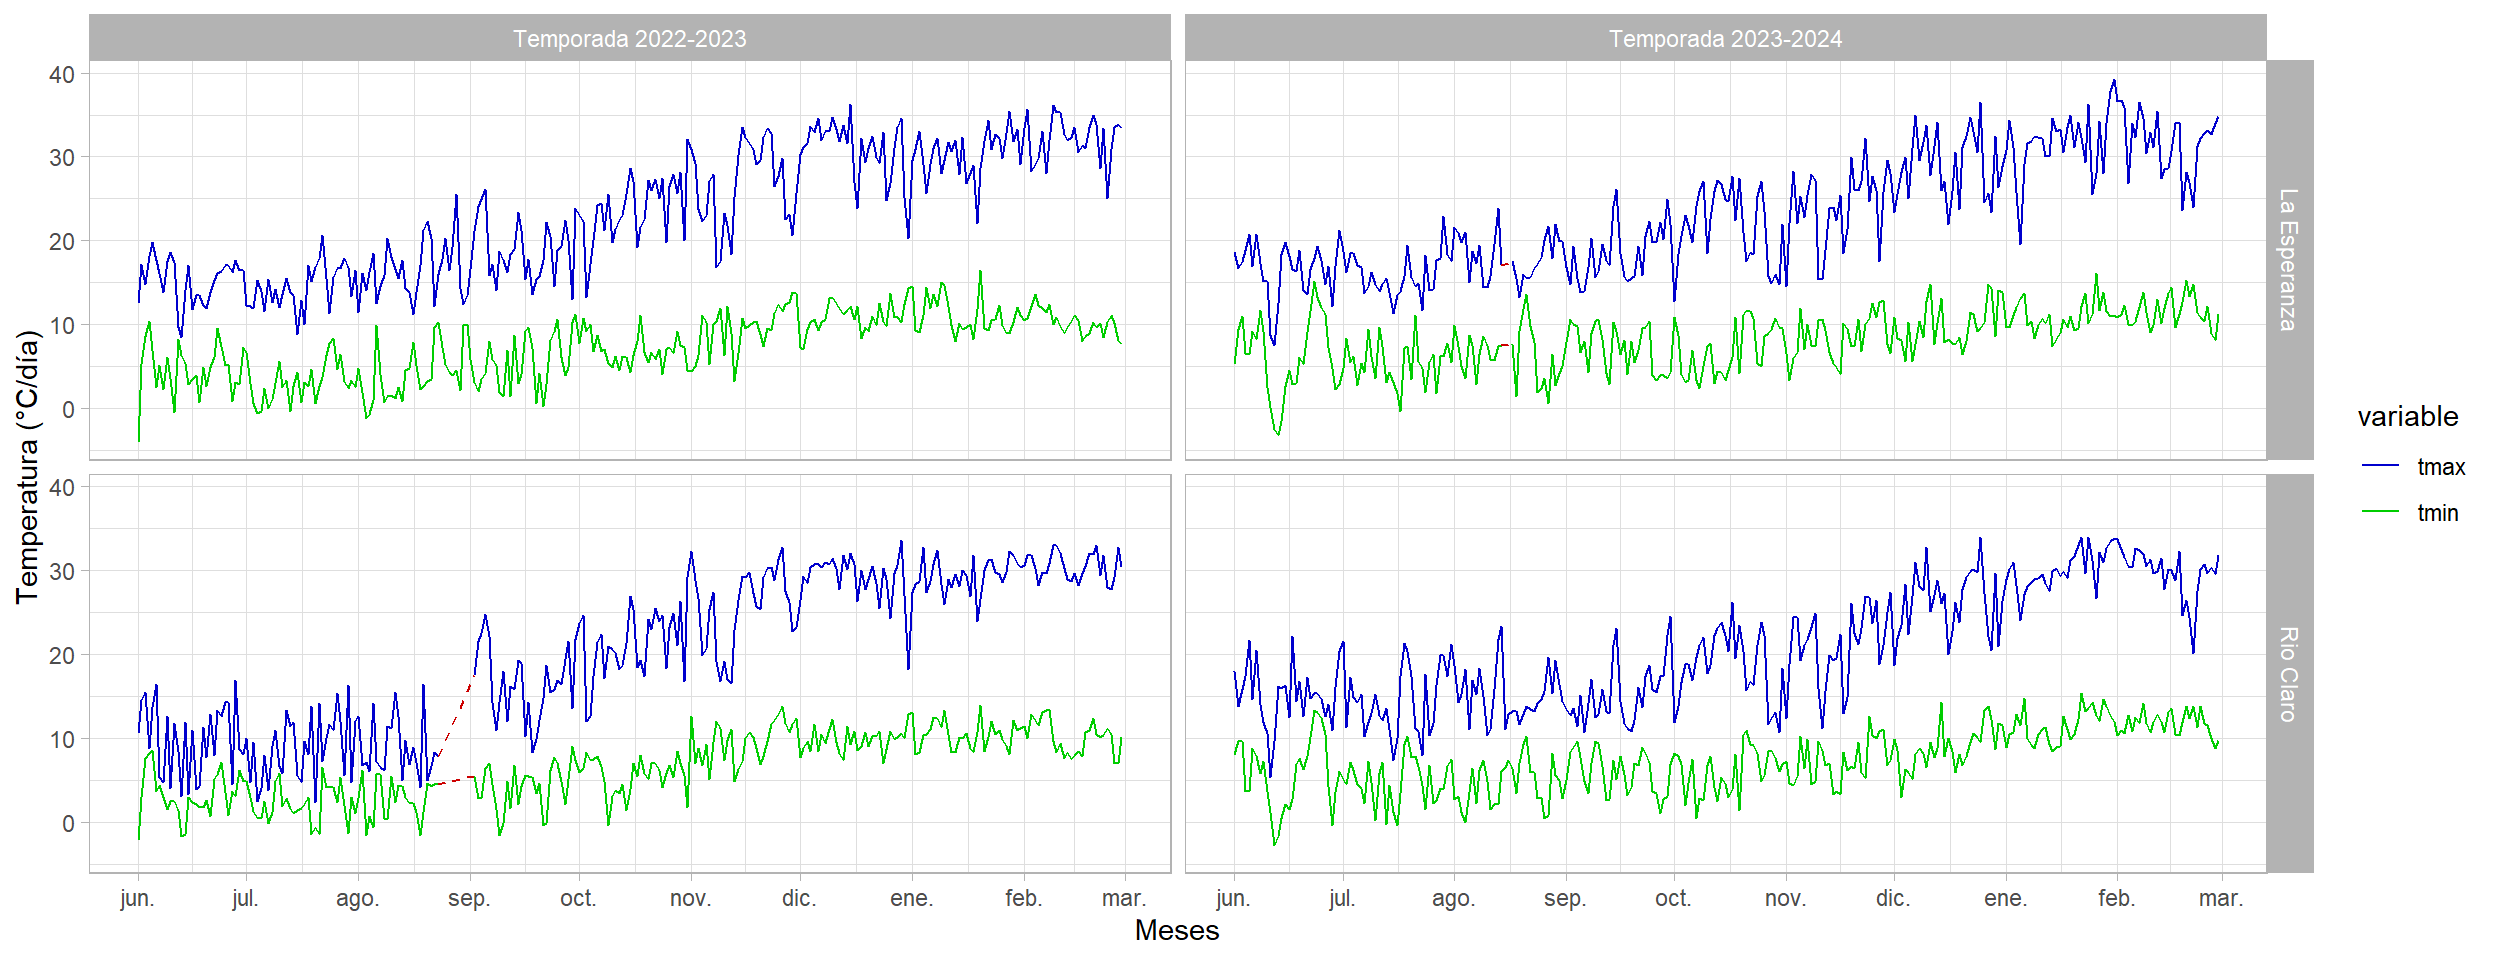 Temporada 2022-2023
Temporada 2023-2024
40
30
20
10
0
La Esperanza
40
30
20
10
0
Rio Claro
Temperatura (°C/día)
jun.
jul.
ago.
sep.
oct.
nov.
dic.
ene.
feb.
mar.
jun.
jul.
ago.
sep.
oct.
nov.
dic.
ene.
feb.
mar.
Meses
variable
tmax
tmin